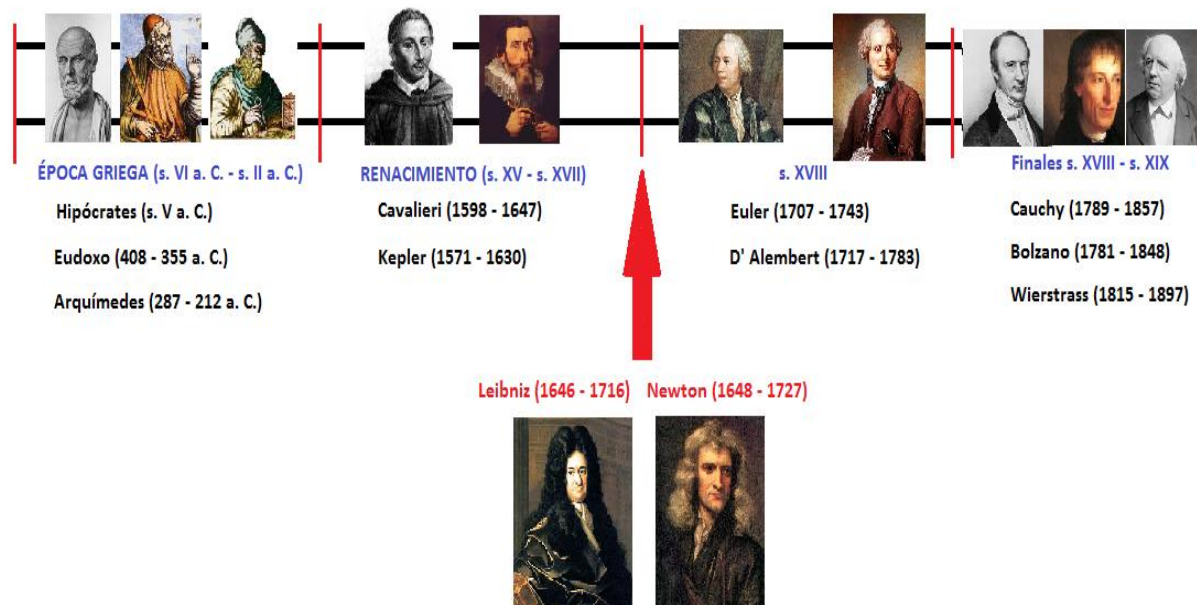 ÉPOCA GRIEGA (s. VI a. C. - s. II a. C.)
Hipócrates (s. V a. C.)
Eudoxo (408 - 355 a. C.)
Arquímedes (287 - 212 a. C.)
RENACIMIENTO (s. XV - s. XVII)
Cavalieri (1598 - 1647)
Kepler (1571 - 1630)
s. XVIII
Euler (1707 - 1743)
D' Alembert (1717 - 1783)
Finales s. XVIII - s. XIX
Cauchy (1789 - 1857)
Bolzano (1781 - 1848)
Wierstrass (1815 - 1897)
Leibniz (1646 - 1716)
Newton (1648 - 1727)